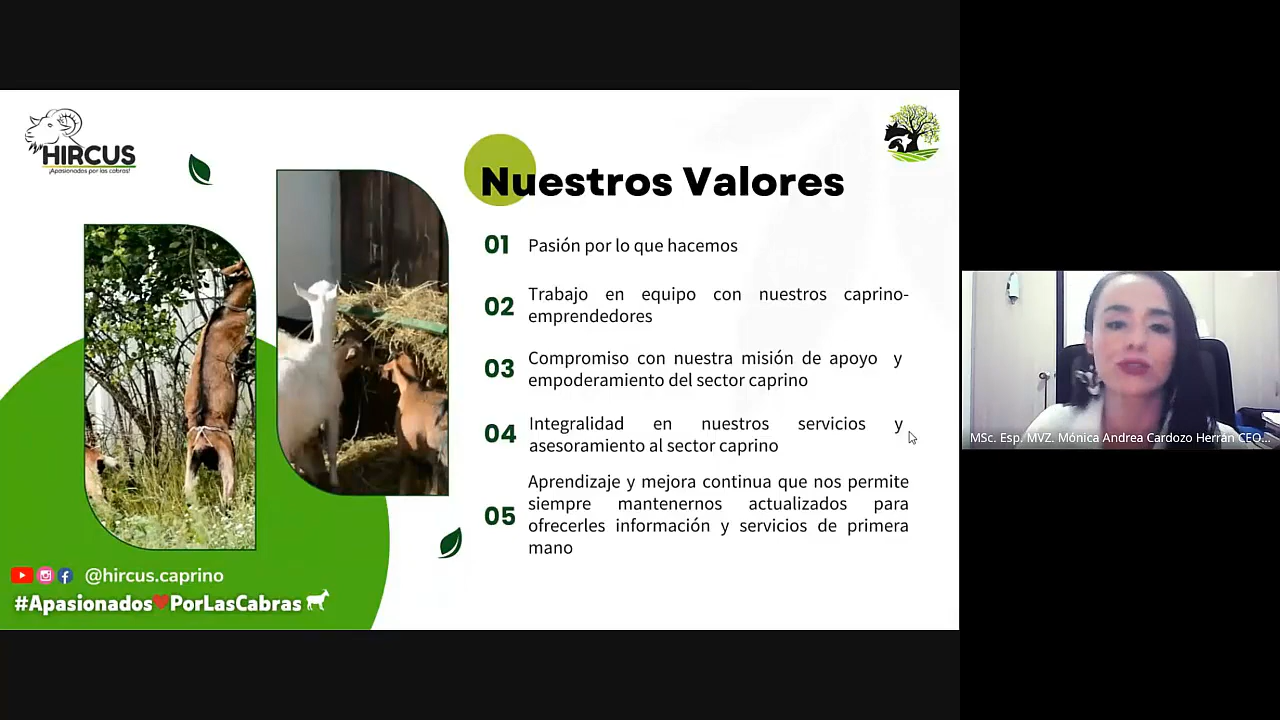 HIRCUS
¡Apasionados por las cabras!
Nuestros Valores
01 Pasión por lo que hacemos
02 Trabajo en equipo con nuestros caprino-
emprendedores
03 Compromiso con nuestra misión de apoyo y
empoderamiento del sector caprino
04 Integralidad en nuestros servicios y
asesoramiento al sector caprino
05 Aprendizaje y mejora continua que nos permite
siempre mantenernos actualizados para
ofrecerles información y servicios de primera
mano
@hircus.caprino
#Apasionados❤PorLasCabras
MSc. Esp. MVZ. Mónica Andrea Cardozo Herrán CEO...